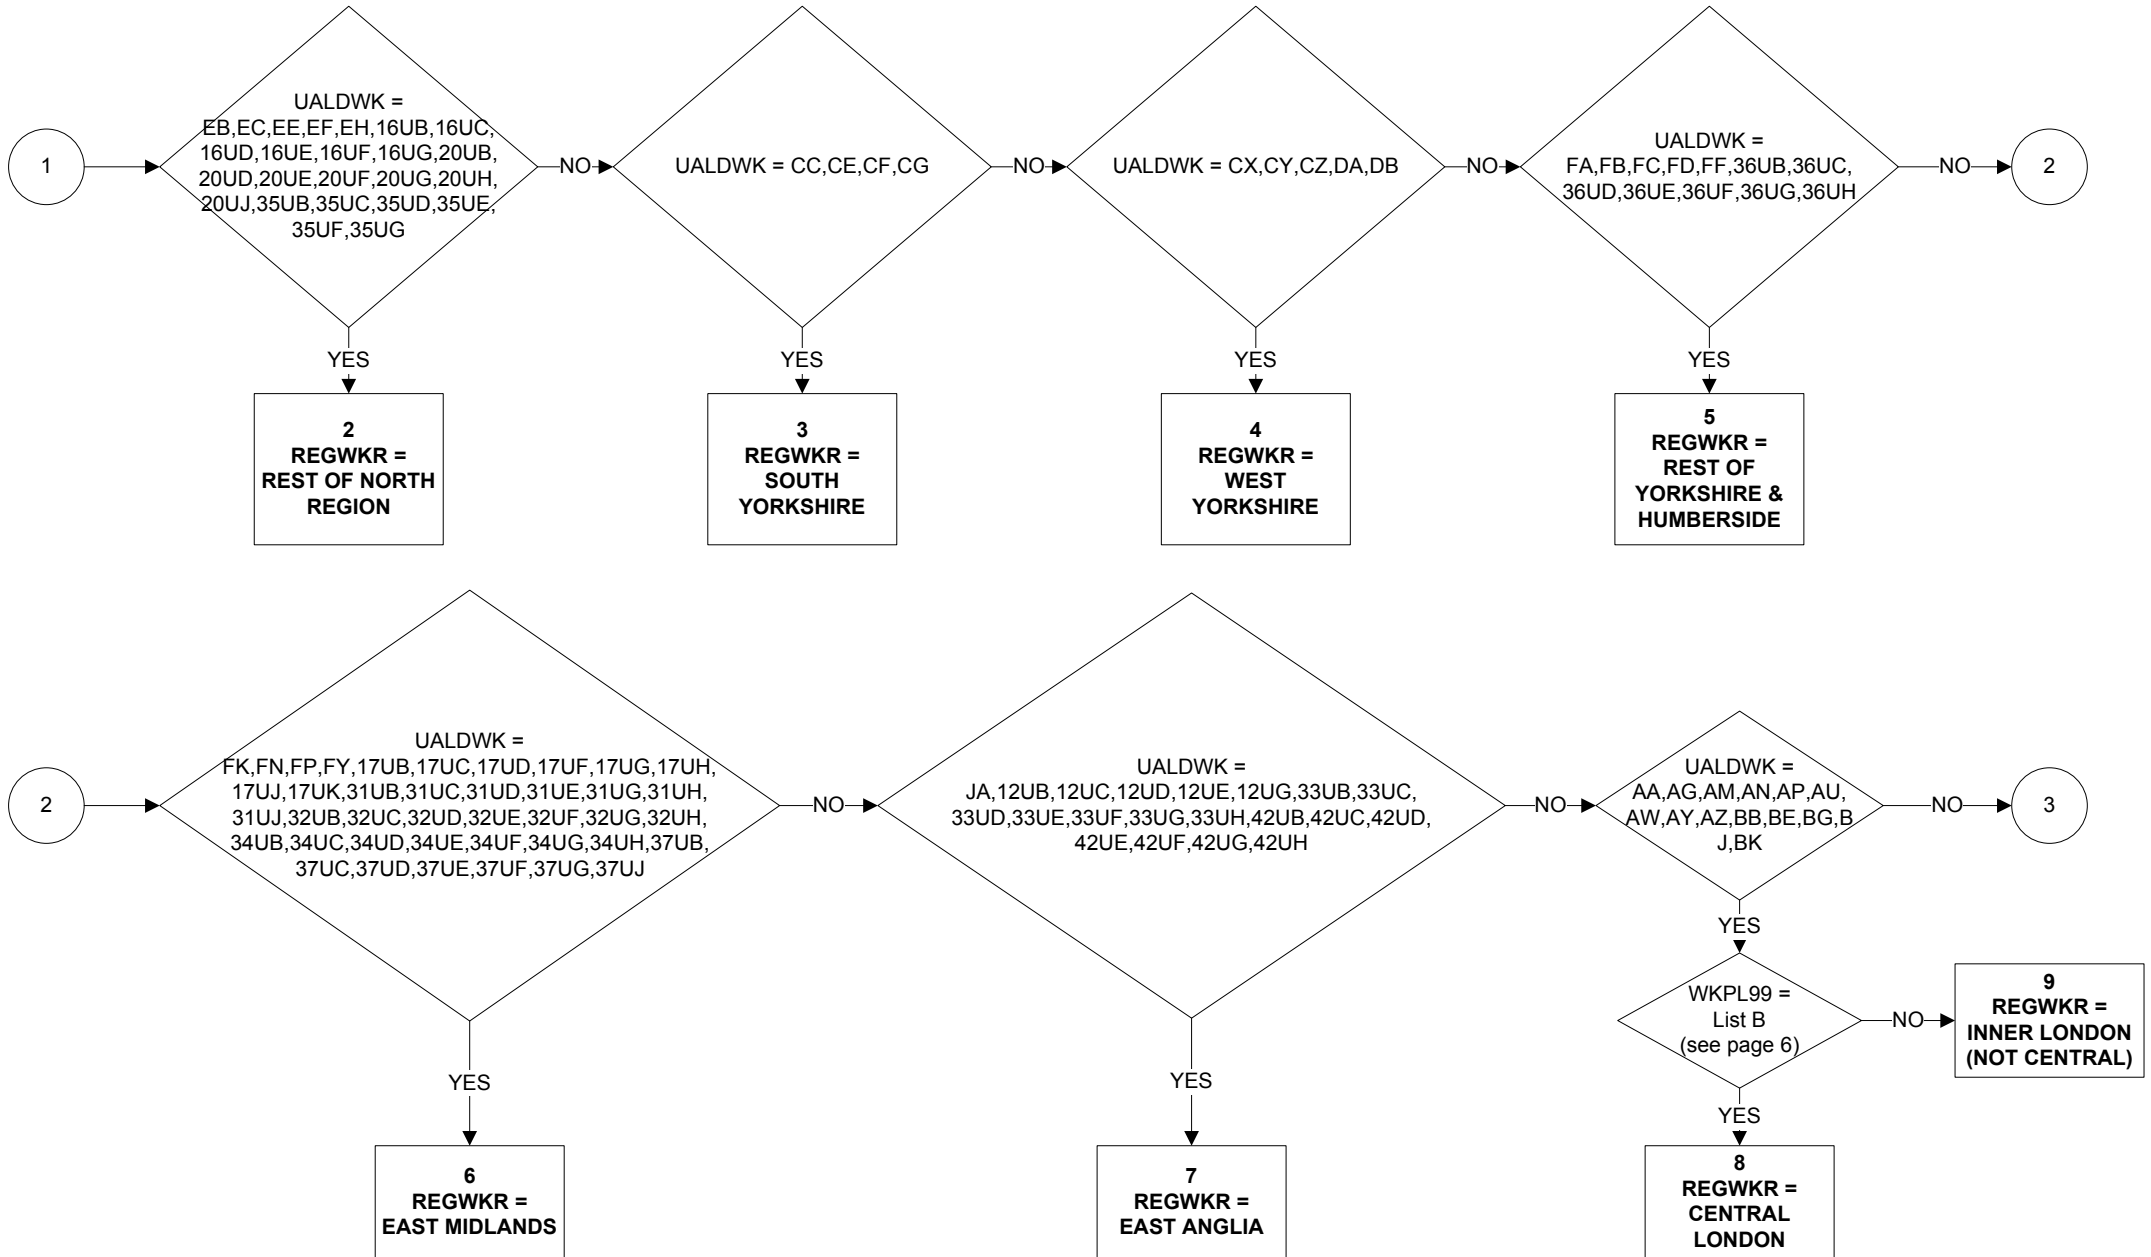 1
UALDWK =
EB,EC,EE,EF,EH,16UB,16UC,
16UD,16UE,16UF,16UG,20UB,
20UD,20UE,20UF,20UG,20UH,
20UJ,35UB,35UC,35UD,35UE,
35UF,35UG
NO
UALDWK = CC,CE,CF,CG
NO
UALDWK = CX,CY,CZ,DA,DB
NO
UALDWK =
FA,FB,FC,FD,FF,36UB,36UC,
36UD,36UE,36UF,36UG,36UH
NO
2
YES
YES
YES
YES
2
REGWKR =
REST OF NORTH
REGION
3
REGWKR =
SOUTH
YORKSHIRE
4
REGWKR =
WEST
YORKSHIRE
5
REGWKR =
REST OF
YORKSHIRE &
HUMBERSIDE
2
UALDWK =
FK,FN,FP,FY,17UB,17UC,17UD,17UF,17UG,17UH,
17UJ,17UK,31UB,31UC,31UD,31UE,31UG,31UH,
31UJ,32UB,32UC,32UD,32UE,32UF,32UG,32UH,
34UB,34UC,34UD,34UE,34UF,34UG,34UH,37UB,
37UC,37UD,37UE,37UF,37UG,37UJ
NO
UALDWK =
JA,12UB,12UC,12UD,12UE,12UG,33UB,33UC,
33UD,33UE,33UF,33UG,33UH,42UB,42UC,42UD,
42UE,42UF,42UG,42UH
NO
UALDWK =
AA,AG,AM,AN,AP,AU,
AW,AY,AZ,BB,BE,BG,B
J,BK
NO
3
YES
WKPL99 =
List B
(see page 6)
NO
9
REGWKR =
INNER LONDON
(NOT CENTRAL)
YES
YES
YES
6
REGWKR =
EAST MIDLANDS
7
REGWKR =
EAST ANGLIA
8
REGWKR =
CENTRAL
LONDON